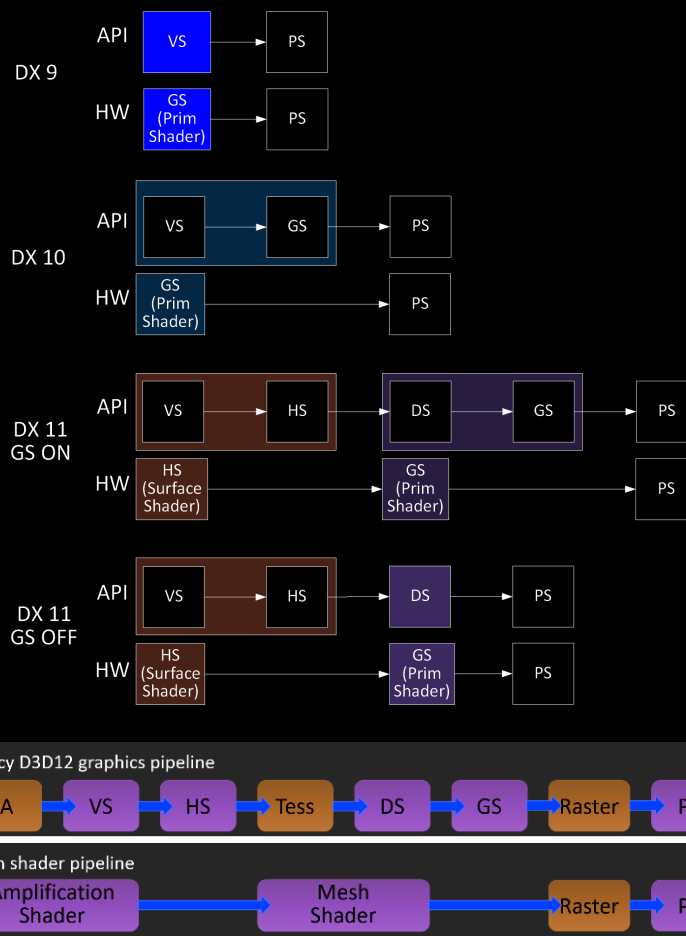 API
VS
PS
DX 9
HW
GS
(Prim
Shader)
PS
API
VS
GS
PS
DX 10
HW
GS
(Prim
Shader)
PS
API
VS
HS
DS
GS
PS
DX 11
GS ON
HW
HS
(Surface
Shader)
GS
(Prim
Shader)
PS
API
VS
HS
DS
PS
DX 11
GS OFF
HW
HS
(Surface
Shader)
GS
(Prim
Shader)
PS
cy D3D12 graphics pipeline
A
VS
HS
Tess
DS
GS
Raster
P
n shader pipeline
Amplification
Shader
Mesh
Shader
Raster
P